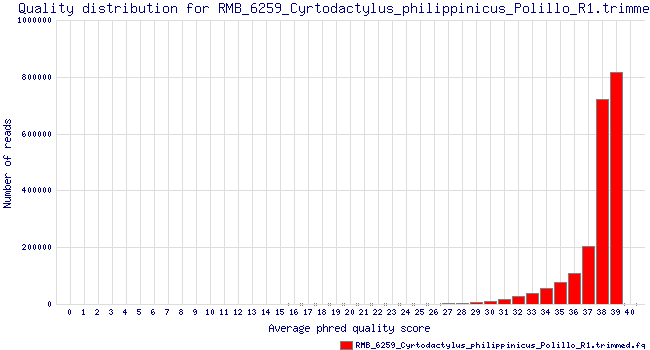 Quality distribution for RMB_6259_Cyrtodactylus_philippinicus_Polillo_R1.trimme
1000000
800000
600000
400000
200000
0
Number of reads
0 1 2 3 4 5 6 7 8 9 10 11 12 13 14 15 16 17 18 19 20 21 22 23 24 25 26 27 28 29 30 31 32 33 34 35 36 37 38 39 40
Average phred quality score
RMB_6259_Cyrtodactylus_philippinicus_Polillo_R1.trimmed.fq